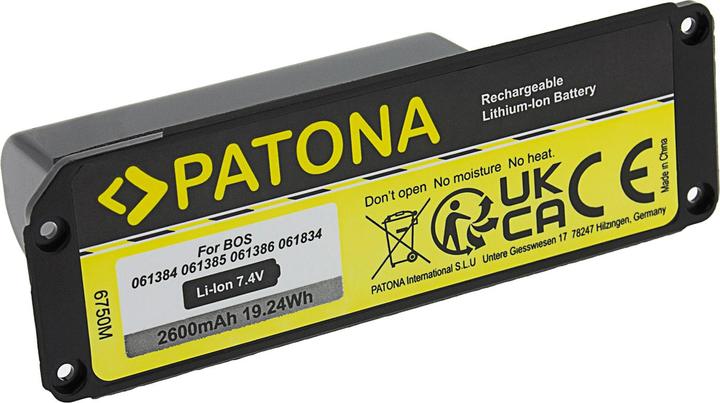 PATONA
Rechargeable
Lithium-Ion Battery
Don't open No moisture No heat.
UK
CA CE
Made in China
PATONA International S.L.U Untere Giesswiesen 17 78247 Hilzingen, Germany
For BOS
061384 061385 061386 061834
Li-Ion 7.4V
2600mAh 19.24Wh
6750M